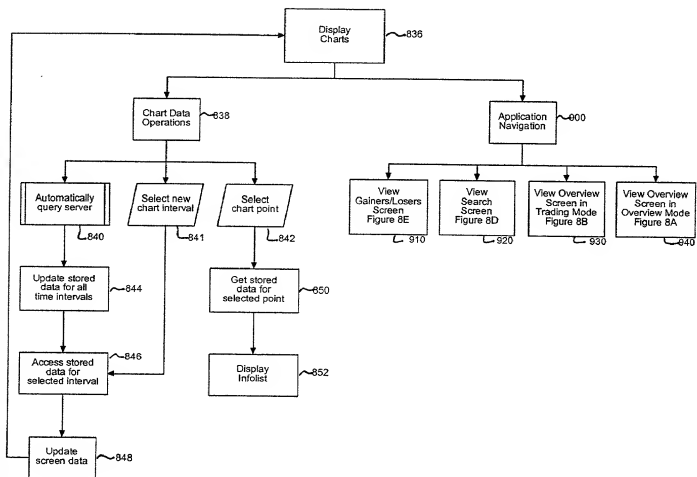 Display
Charts
836
Chart Data
Operations
838
Application
Navigation
900
Automatically
query server
840
Select new
chart interval
841
Select
chart point
842
View
Gainers/Losers
Screen
Figure 8E
910
View
Search
Screen
Figure 8D
920
View Overview
Screen in
Trading Mode
Figure 8B
930
View Overview
Screen in
Overview Mode
Figure 8A
940
Update stored
data for all
time intervals
844
Get stored
data for
selected point
850
Access stored
data for
selected interval
846
Display
Infolist
852
Update
screen data
848